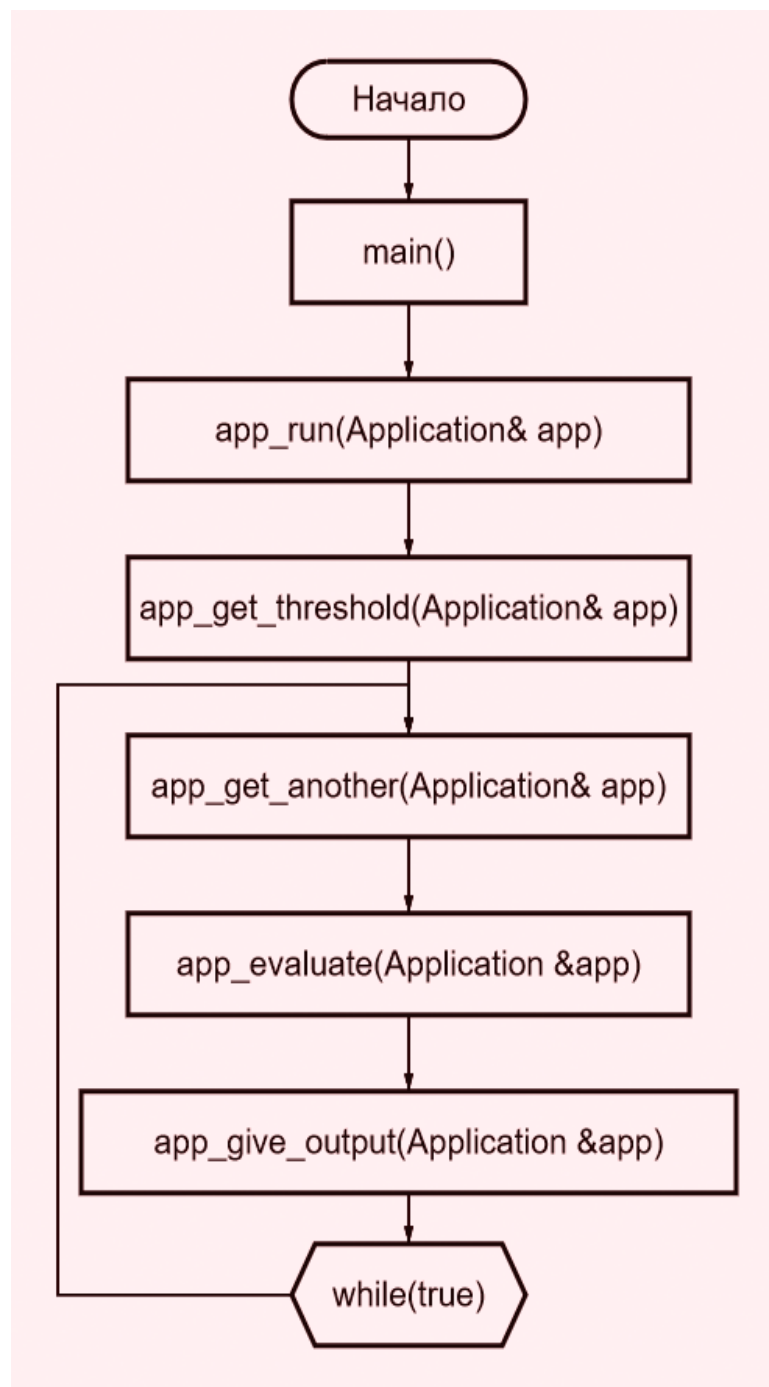 Начало
main()
app_run(Application& app)
app_get_threshold(Application& app)
app_get_another(Application& app)
app_evaluate(Application &app)
app_give_output(Application &app)
while(true)